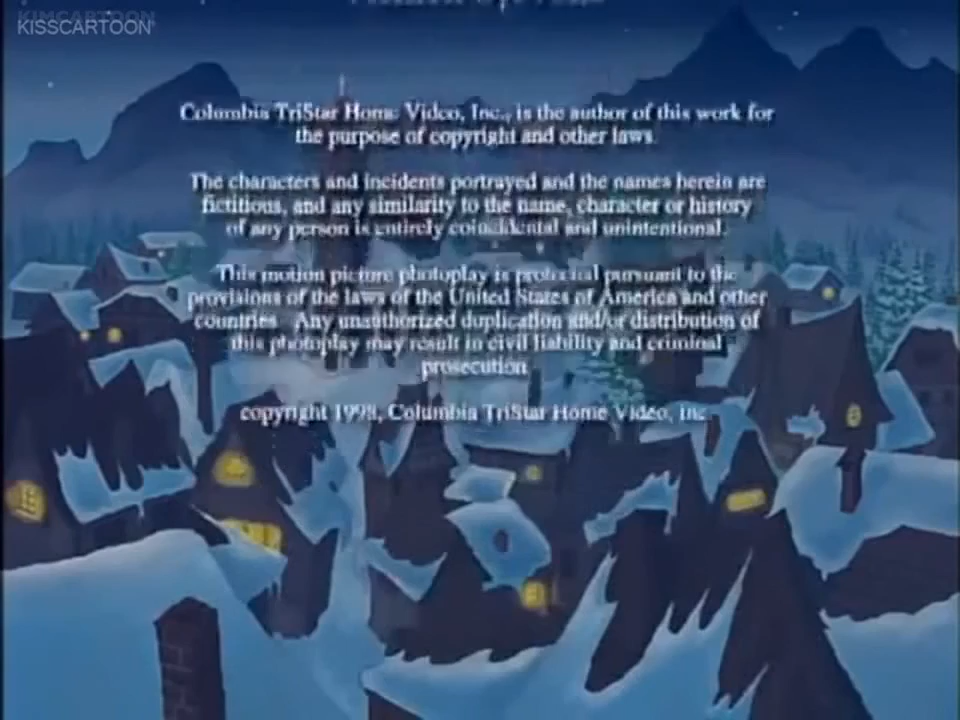 KIMCARTOON
KISSCARTOON
Columbia TriStar Home Video, Inc., is the author of this work for
the purpose of copyright and other laws.
The characters and incidents portrayed and the names herein are
fictitious, and any similarity to the name, character or history
of any person is entirely coincidental and unintentional.
This motion picture photoplay is protected pursuant to the
provisions of the laws of the United States of America and other
countries. Any unauthorized duplication and/or distribution of
this photoplay may result in civil liability and criminal
prosecution
copyright 1998, Columbia TriStar Home Video, Inc.